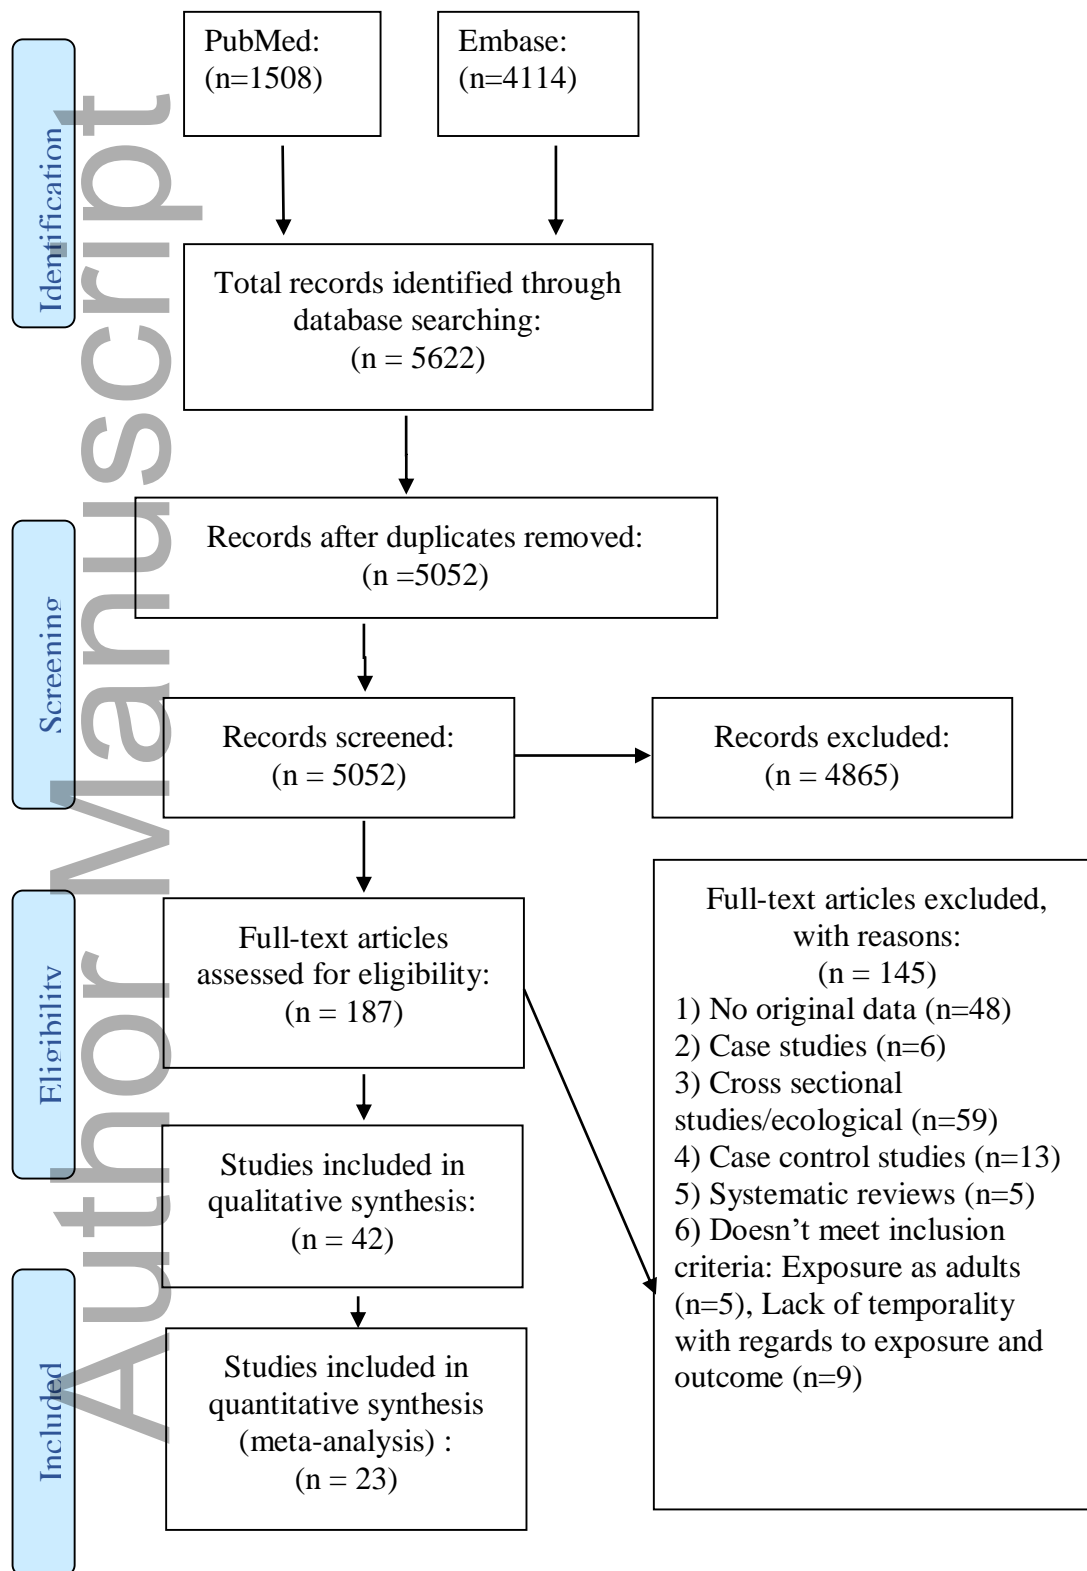 PubMed:
(n=1508)
Embase:
(n=4114)
Identification
Total records identified through
database searching:
(n = 5622)
Records after duplicates removed:
(n =5052)
Screening
Records screened:
(n = 5052)
Records excluded:
(n = 4865)
Eligibility
Full-text articles
assessed for eligibility:
(n = 187)
Full-text articles excluded,
with reasons:
(n = 145)
1) No original data (n=48)
2) Case studies (n=6)
3) Cross sectional
studies/ecological (n=59)
4) Case control studies (n=13)
5) Systematic reviews (n=5)
6) Doesn’t meet inclusion
criteria: Exposure as adults
(n=5), Lack of temporality
with regards to exposure and
outcome (n=9)
Studies included in
qualitative synthesis:
(n = 42)
Included
Studies included in
quantitative synthesis
(meta-analysis) :
(n = 23)
Author Manuscript